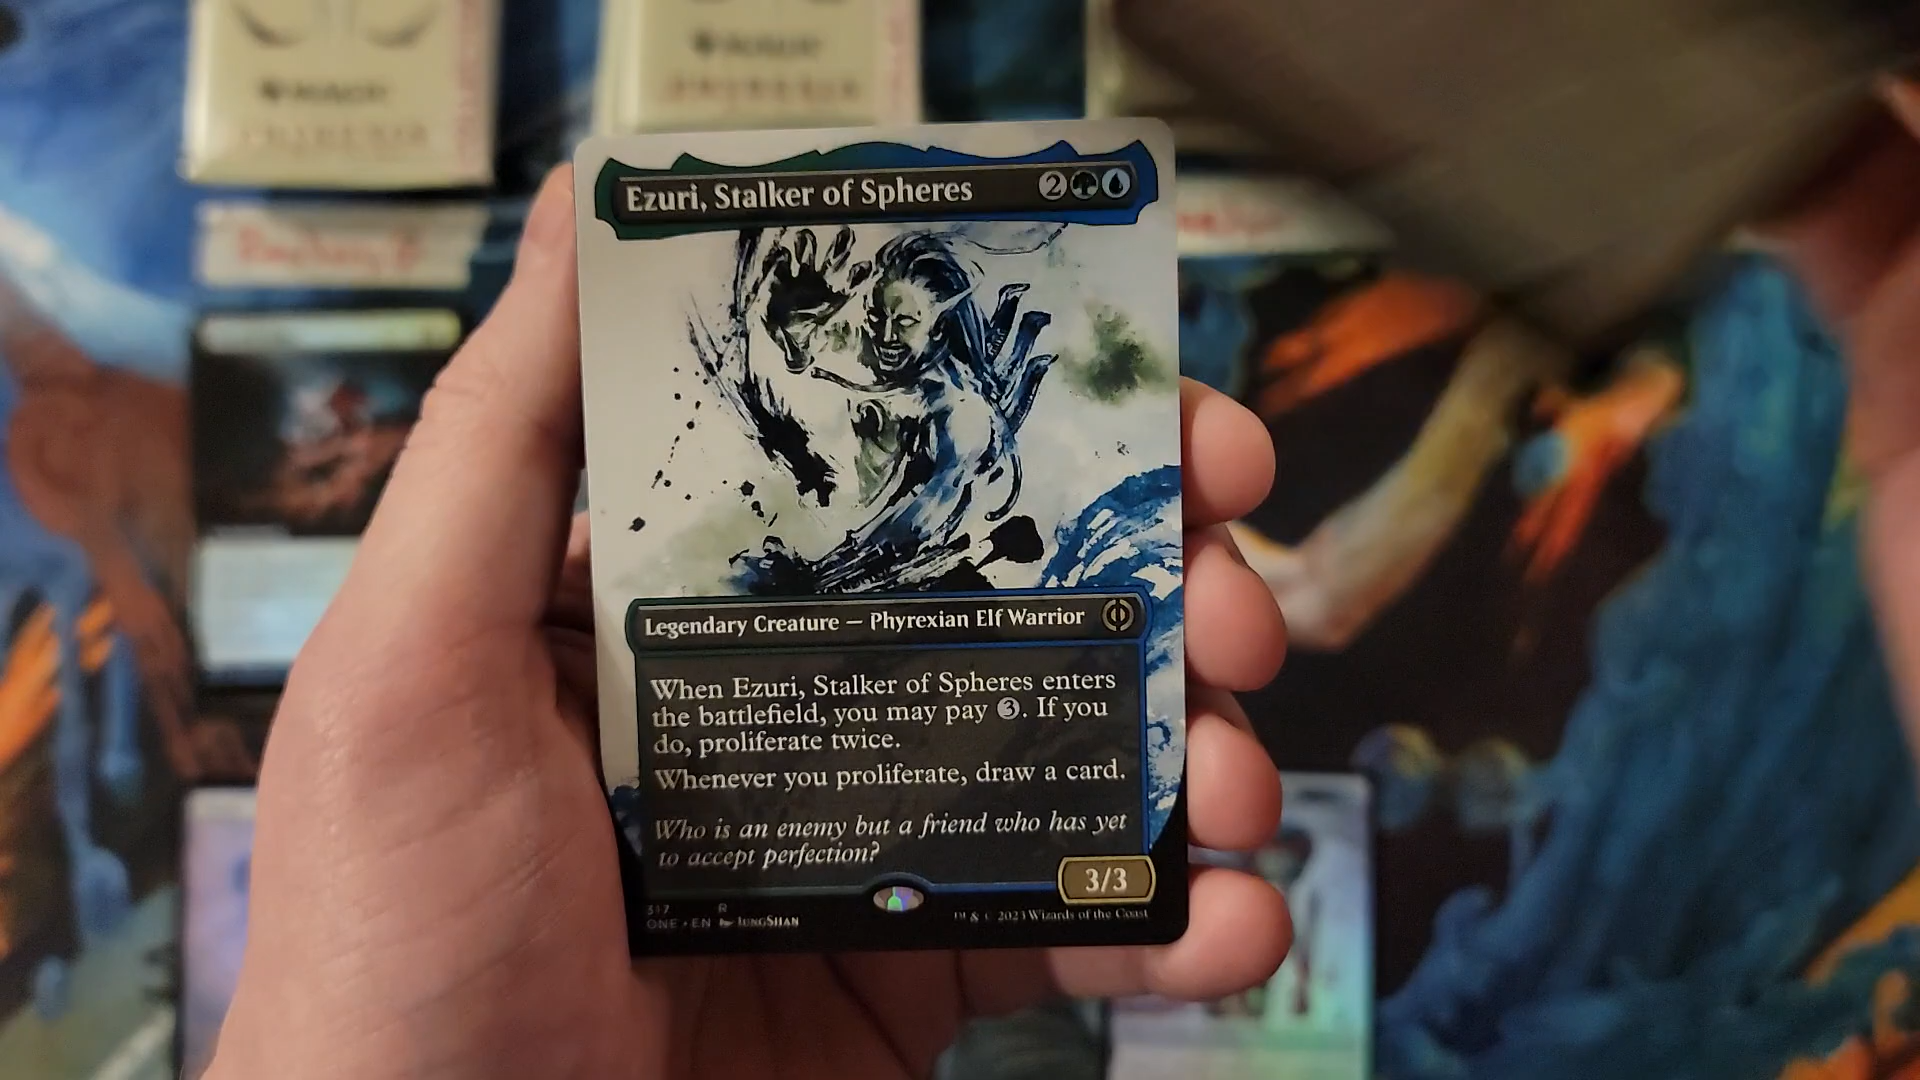 Ezuri, Stalker of Spheres 2
Legendary Creature — Phyrexian Elf Warrior
When Ezuri, Stalker of Spheres enters
the battlefield, you may pay 3. If you
do, proliferate twice.
Whenever you proliferate, draw a card.
Who is an enemy but a friend who has yet
to accept perfection?
3/3
317 R
ONE • EN JUNGSHAN
™ & © 2023 Wizards of the Coast